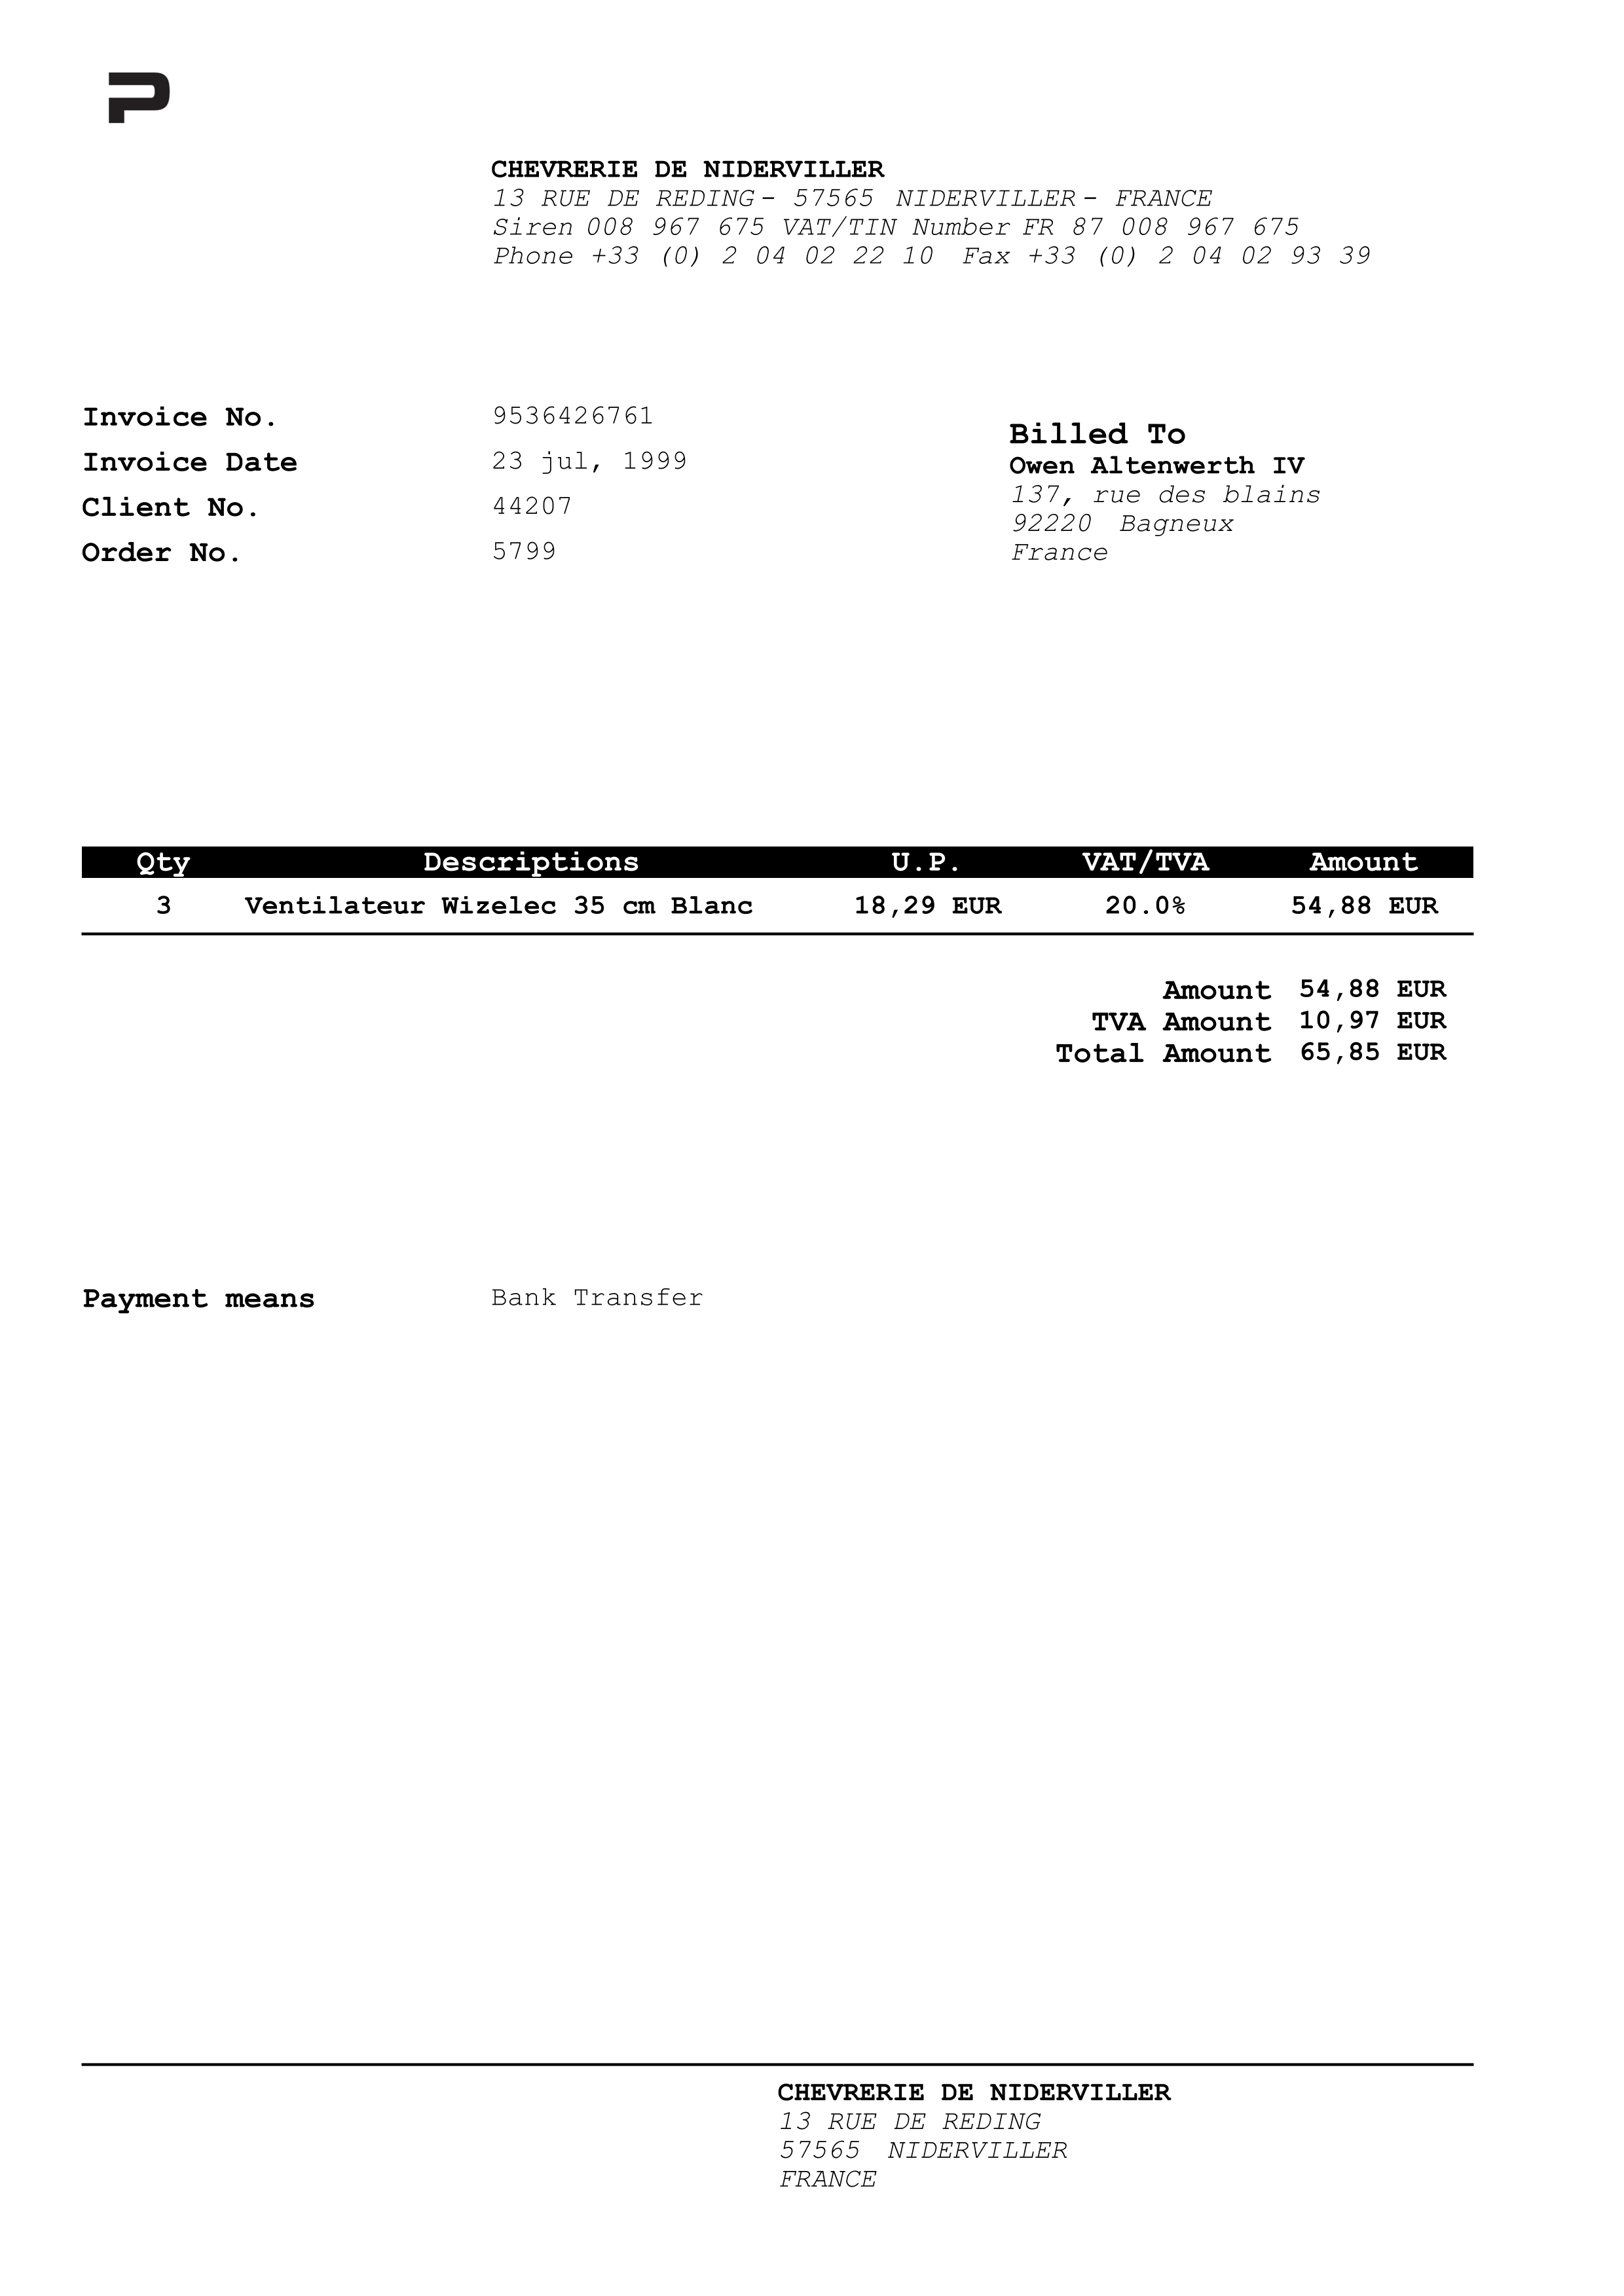 P
CHEVRERIE DE NIDERVILLER
13 RUE DE REDING - 57565 NIDERVILLER - FRANCE
Siren 008 967 675 VAT/TIN Number FR 87 008 967 675
Phone +33 (0) 2 04 02 22 10 Fax +33 (0) 2 04 02 93 39
Invoice No. 9536426761
Invoice Date 23 jul, 1999
Client No. 44207
Order No. 5799
Billed To
Owen Altenwerth IV
137, rue des blains
92220 Bagneux
France
Qty Descriptions U.P. VAT/TVA Amount
3 Ventilateur Wizelec 35 cm Blanc 18,29 EUR 20.0% 54,88 EUR
Amount 54,88 EUR
TVA Amount 10,97 EUR
Total Amount 65,85 EUR
Payment means Bank Transfer
CHEVRERIE DE NIDERVILLER
13 RUE DE REDING
57565 NIDERVILLER
FRANCE